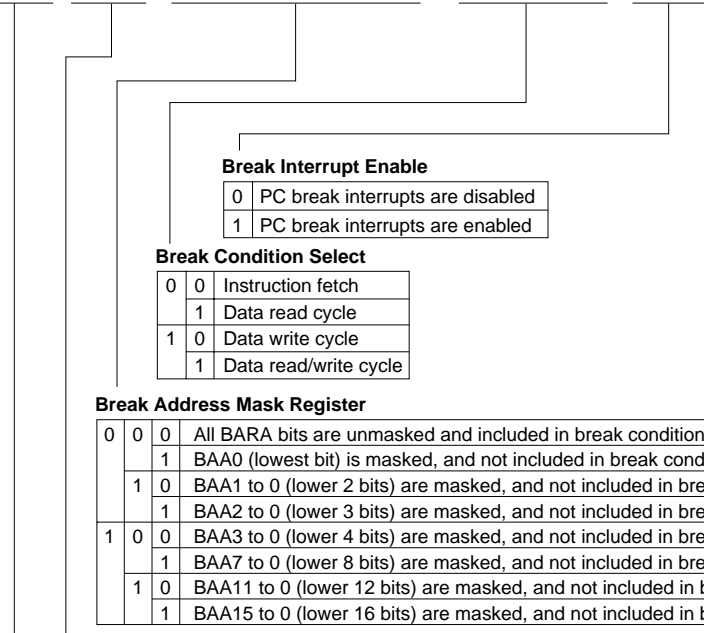 Break Interrupt Enable
0 PC break interrupts are disabled
1 PC break interrupts are enabled
Break Condition Select
0 0 Instruction fetch
1 Data read cycle
1 0 Data write cycle
1 Data read/write cycle
Break Address Mask Register
0 0 0 All BARA bits are unmasked and included in break condition
1 BAA0 (lowest bit) is masked, and not included in break
1 0 BAA1 to 0 (lower 2 bits) are masked, and not included in
1 BAA2 to 0 (lower 3 bits) are masked, and not included in
1 0 0 BAA3 to 0 (lower 4 bits) are masked, and not included in
1 BAA7 to 0 (lower 8 bits) are masked, and not included in
1 0 BAA11 to 0 (lower 12 bits) are masked, and not included in
1 BAA15 to 0 (lower 16 bits) are masked, and not included in